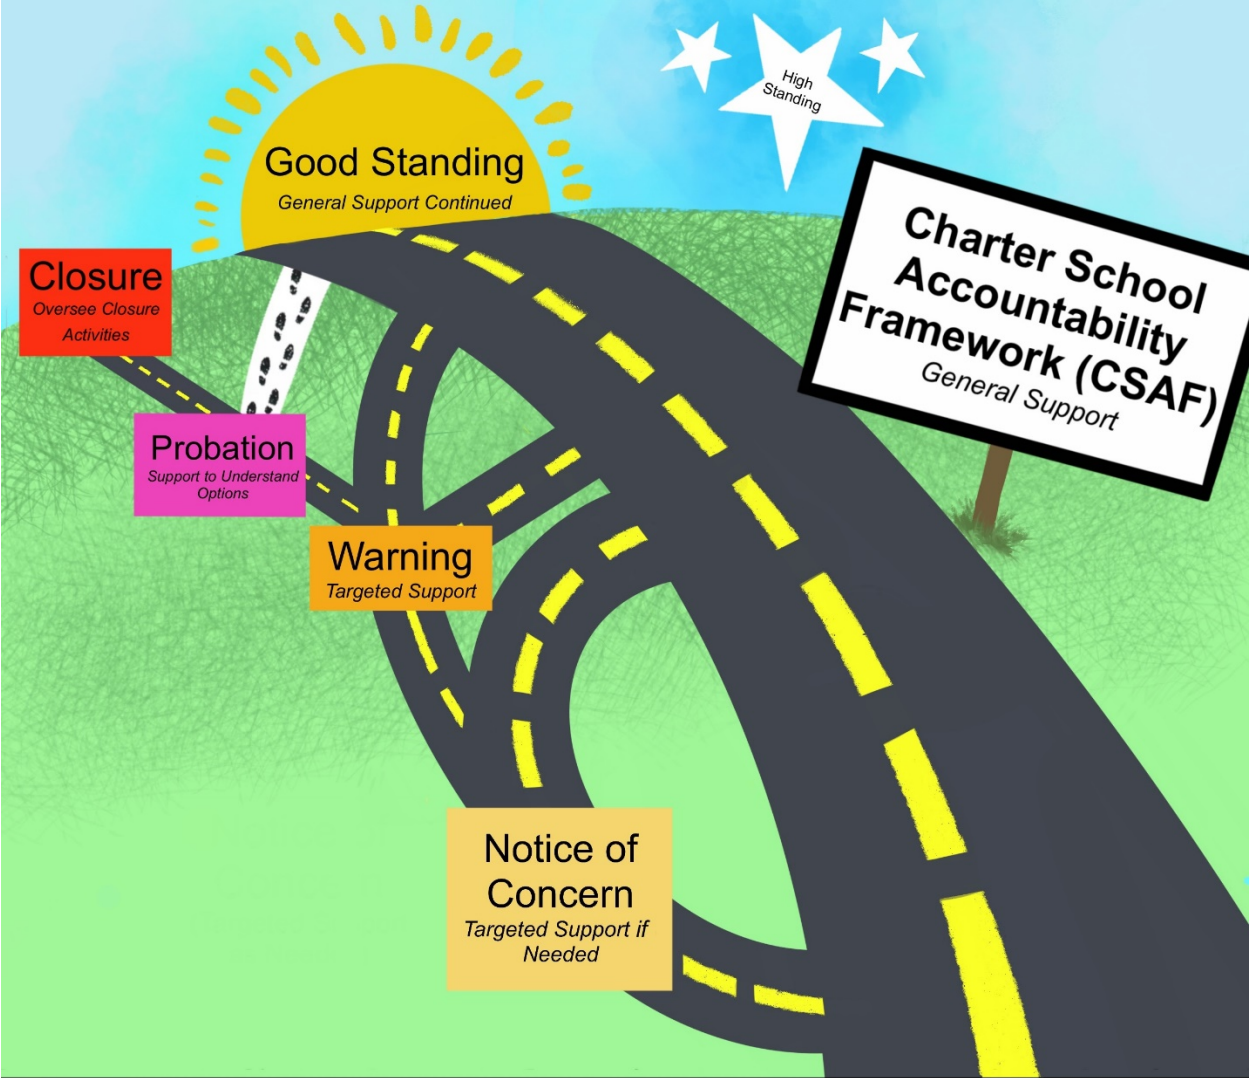 High
Standing
Good Standing
General Support Continued
Charter School
Accountability
Framework (CSAF)
General Support
Closure
Oversee Closure
Activities
Probation
Support to Understand
Options
Warning
Targeted Support
Notice of
Concern
Targeted Support if
Needed